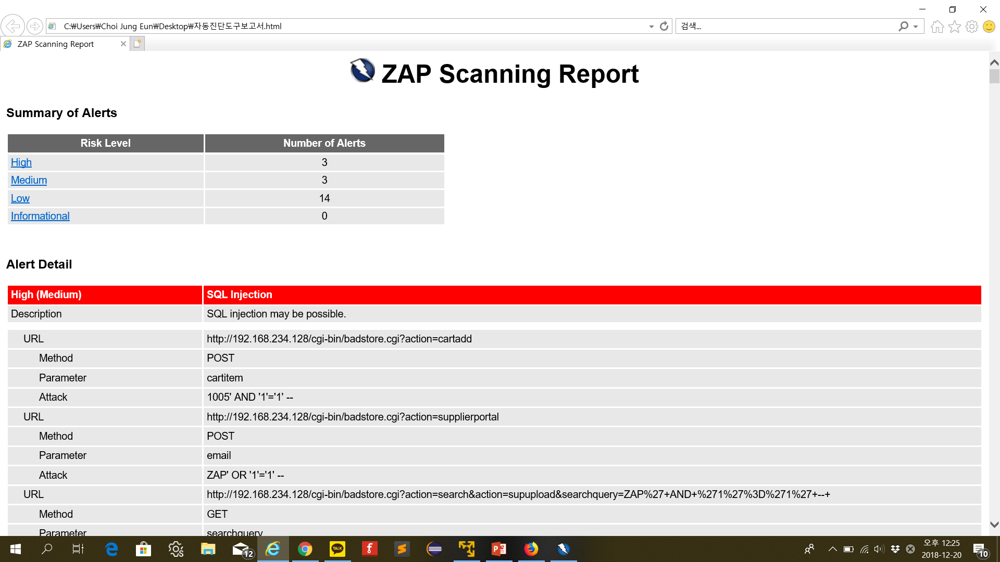 C:₩Users₩Choi Jung Eun₩Desktop₩자동진단도구보고서.html
검색...
ZAP Scanning Report
ZAP Scanning Report
Summary of Alerts
Risk Level Number of Alerts
High 3
Medium 3
Low 14
Informational 0
Alert Detail
High (Medium) SQL Injection
Description SQL injection may be possible.
URL http://192.168.234.128/cgi-bin/badstore.cgi?action=cartadd
Method POST
Parameter cartitem
Attack 1005' AND '1'='1' --
URL http://192.168.234.128/cgi-bin/badstore.cgi?action=supplierportal
Method POST
Parameter email
Attack ZAP' OR '1'='1' --
URL http://192.168.234.128/cgi-bin/badstore.cgi?action=search&action=supupload&searchquery=ZAP%27+AND+%271%27%3D%271%27+--+
Method GET
Parameter searchquery
12
TALK
오후 12:25
2018-12-20
10